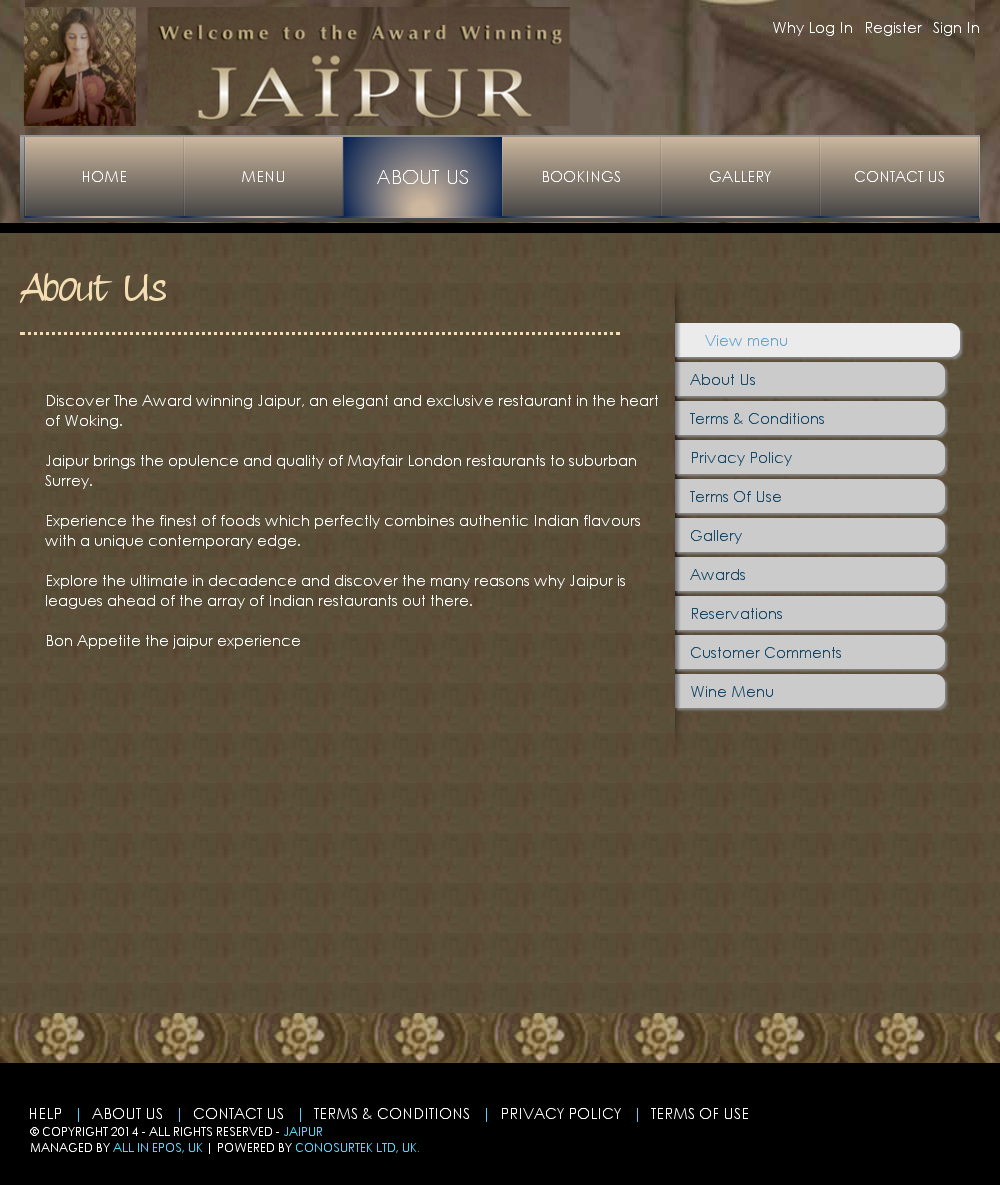 Welcome to the Award Winning
JAÏPUR
Why Log In Register Sign In
HOME MENU ABOUT US BOOKINGS GALLERY CONTACT US
About Us
Discover The Award winning Jaipur, an elegant and exclusive restaurant in the heart
of Woking.
Jaipur brings the opulence and quality of Mayfair London restaurants to suburban
Surrey.
Experience the finest of foods which perfectly combines authentic Indian flavours
with a unique contemporary edge.
Explore the ultimate in decadence and discover the many reasons why Jaipur is
leagues ahead of the array of Indian restaurants out there.
Bon Appetite the jaipur experience
View menu
About Us
Terms & Conditions
Privacy Policy
Terms Of Use
Gallery
Awards
Reservations
Customer Comments
Wine Menu
HELP | ABOUT US | CONTACT US | TERMS & CONDITIONS | PRIVACY POLICY | TERMS OF USE
© COPYRIGHT 2014 - ALL RIGHTS RESERVED - JAIPUR
MANAGED BY ALL IN EPOS, UK | POWERED BY CONOSURTEK LTD, UK.